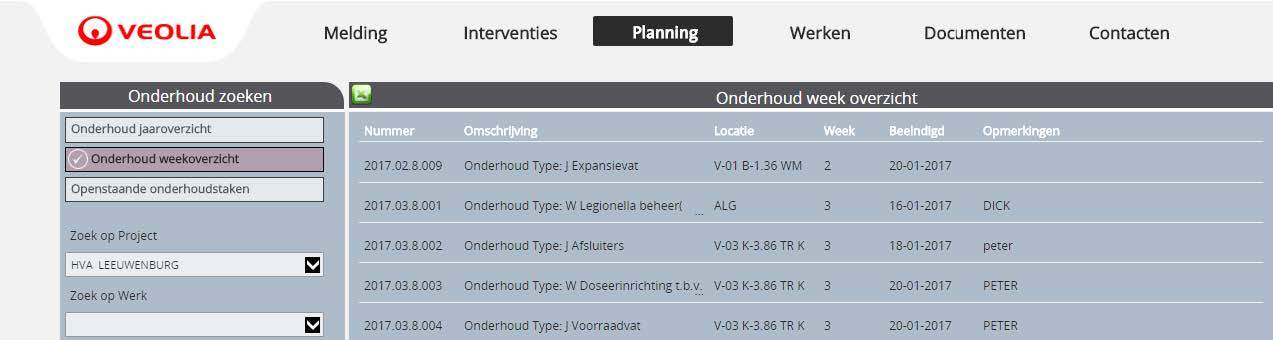 VEOLIA Melding Interventies Planning Werken Documenten Contacten
Onderhoud zoeken
Onderhoud jaaroverzicht
Onderhoud weekoverzicht
Openstaande onderhoudstaken
Zoek op Project
HVA LEEUWENBURG
Zoek op Werk
Onderhoud week overzicht
Nummer Omschrijving Locatie Week Beeindigd Opmerkingen
2017.02.8.009 Onderhoud Type: J Expansievat V-01 B-1.36 WM 2 20-01-2017
2017.03.8.001 Onderhoud Type: W Legionella beheer( ... ALG 3 16-01-2017 DICK
2017.03.8.002 Onderhoud Type: J Afsluiters V-03 K-3.86 TR K 3 18-01-2017 peter
2017.03.8.003 Onderhoud Type: W Doseerinrichting t.b.v. ... V-03 K-3.86 TR K 3 20-01-2017 PETER
2017.03.8.004 Onderhoud Type: J Voorraadvat V-03 K-3.86 TR K 3 20-01-2017 PETER